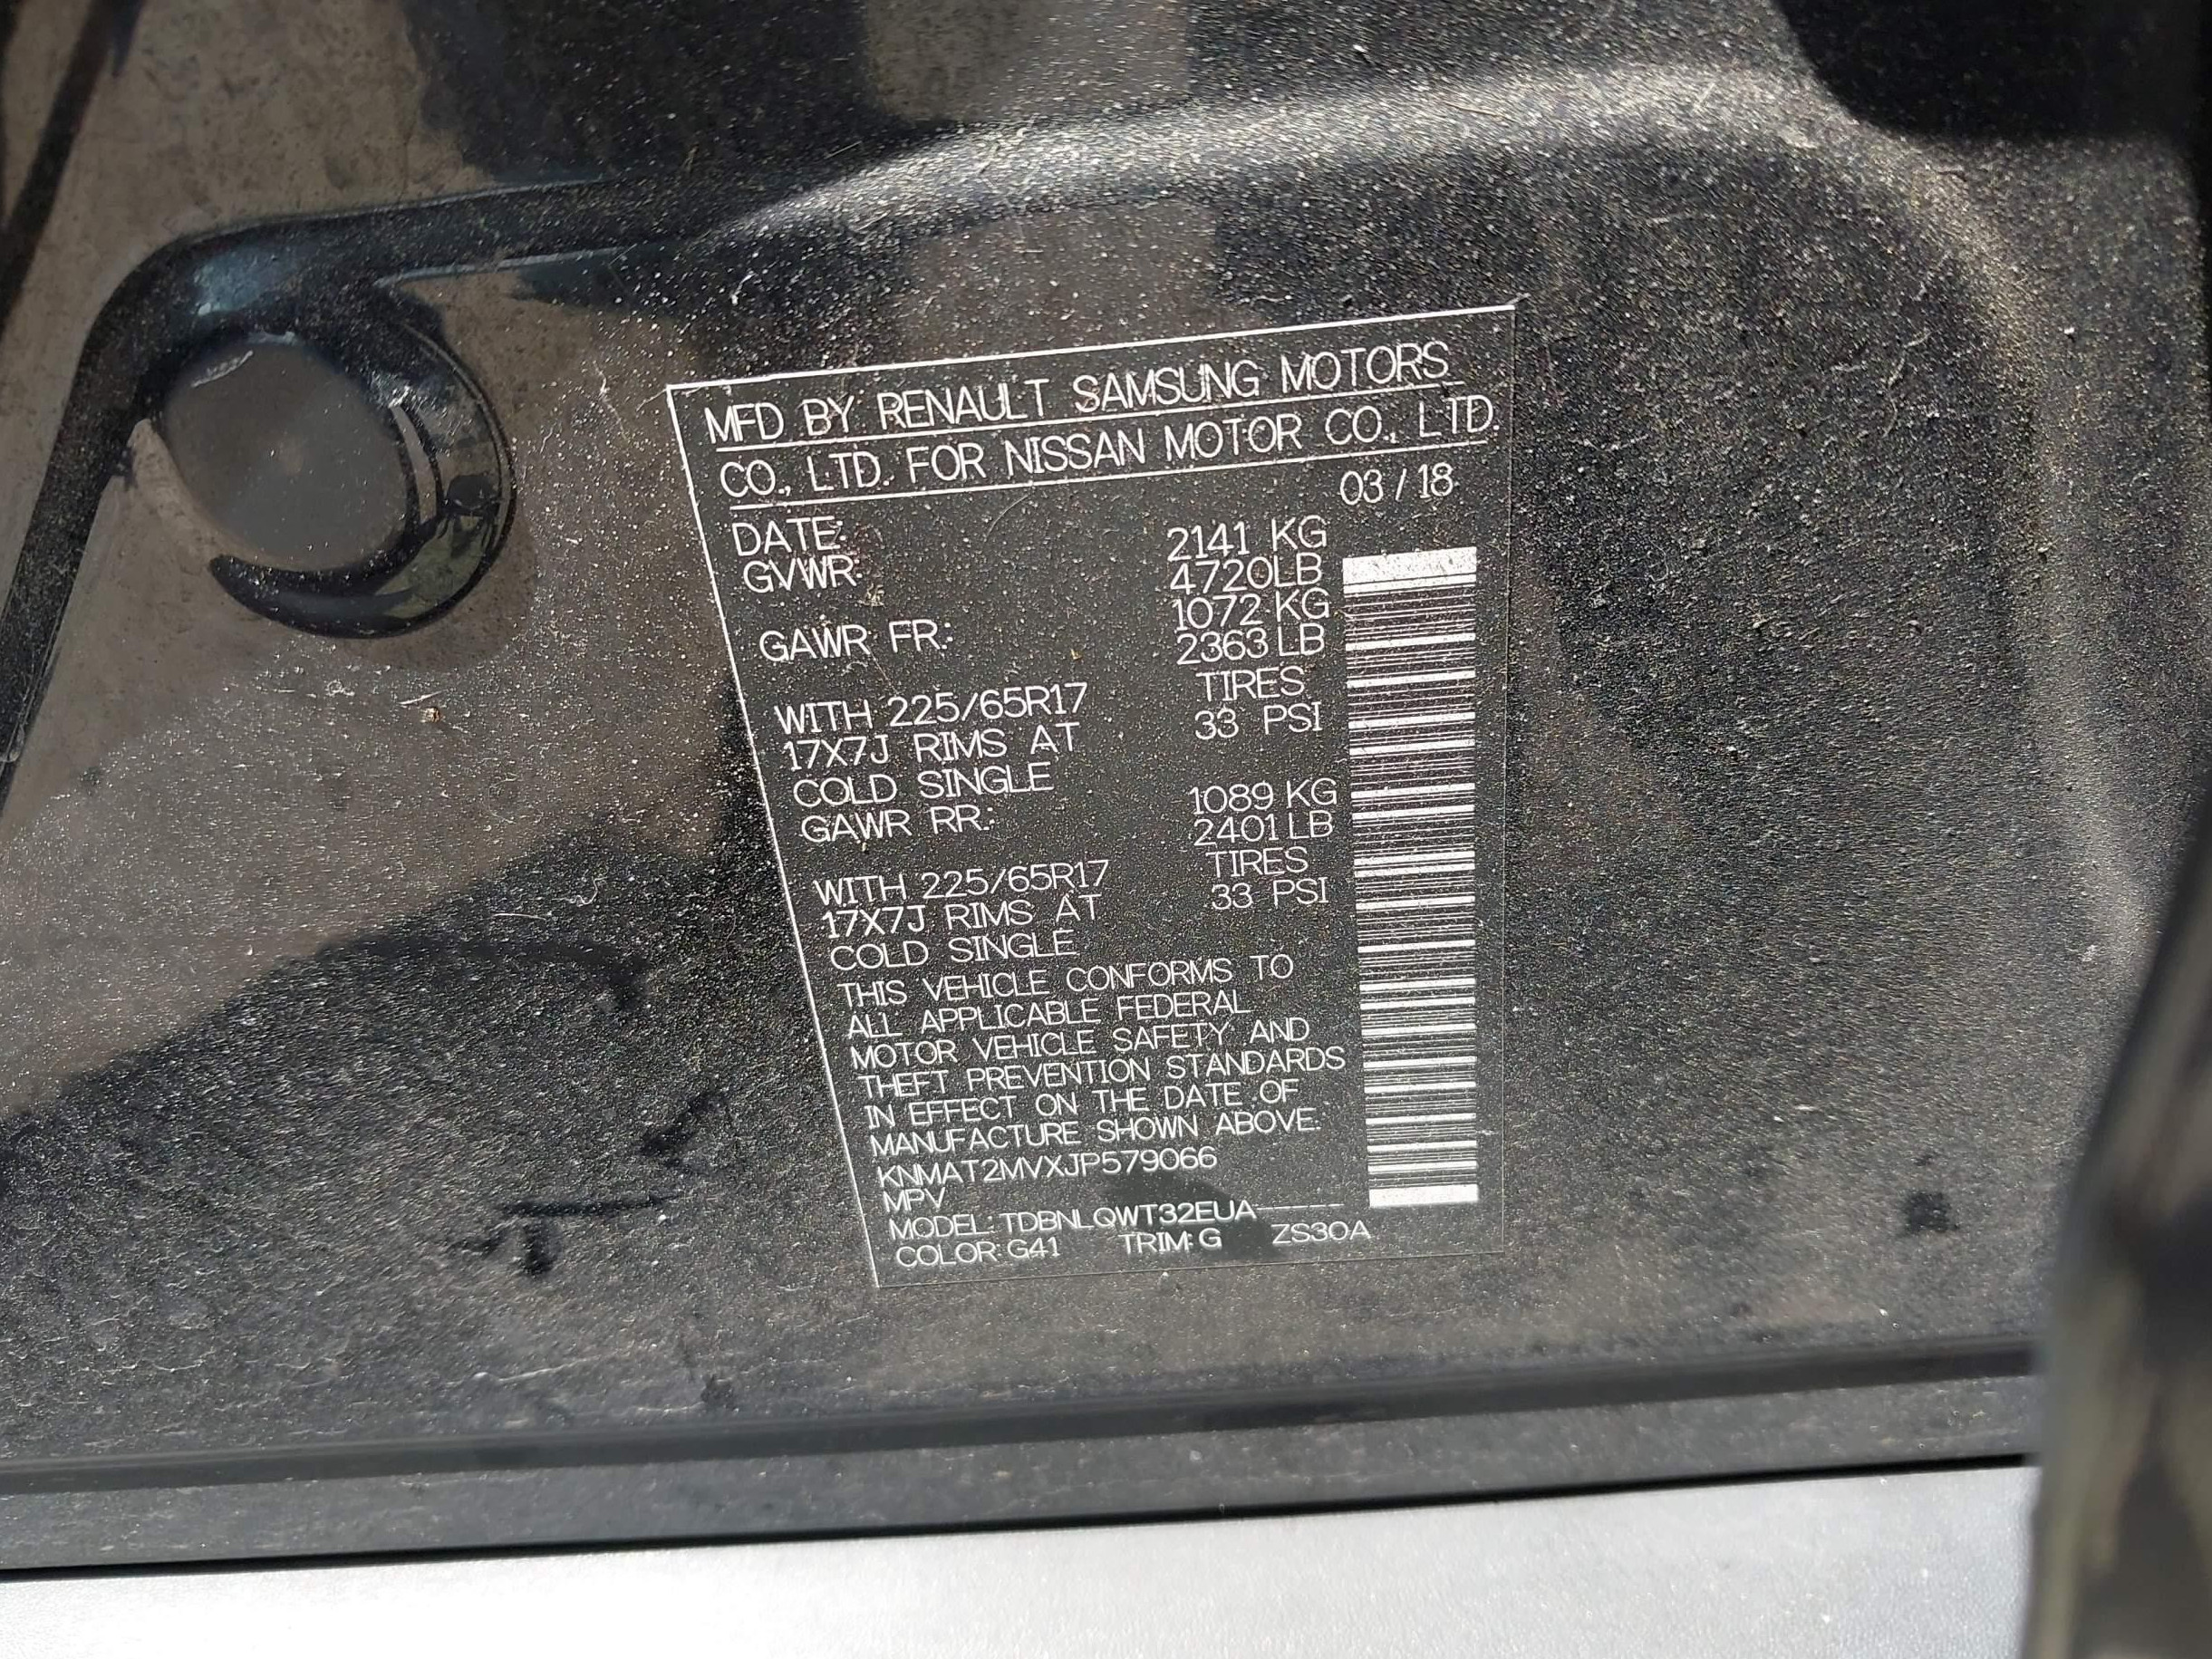 MFD BY RENAULT SAMSUNG MOTORS
CO., LTD. FOR NISSAN MOTOR CO., LTD.
DATE: 03 / 18
GVWR: 2141 KG
4720LB
GAWR FR.: 1072 KG
2363 LB
WITH 225/65R17 TIRES
17X7J RIMS AT 33 PSI
COLD SINGLE
GAWR RR.: 1089 KG
2401 LB
WITH 225/65R17 TIRES
17X7J RIMS AT 33 PSI
COLD SINGLE
THIS VEHICLE CONFORMS TO
ALL APPLICABLE FEDERAL
MOTOR VEHICLE SAFETY AND
THEFT PREVENTION STANDARDS
IN EFFECT ON THE DATE OF
MANUFACTURE SHOWN ABOVE.
KNMAT2MVXJP579066
MPV
MODEL: TDBNLQWT32EUA------
COLOR: G41 TRIM: G ZS30A